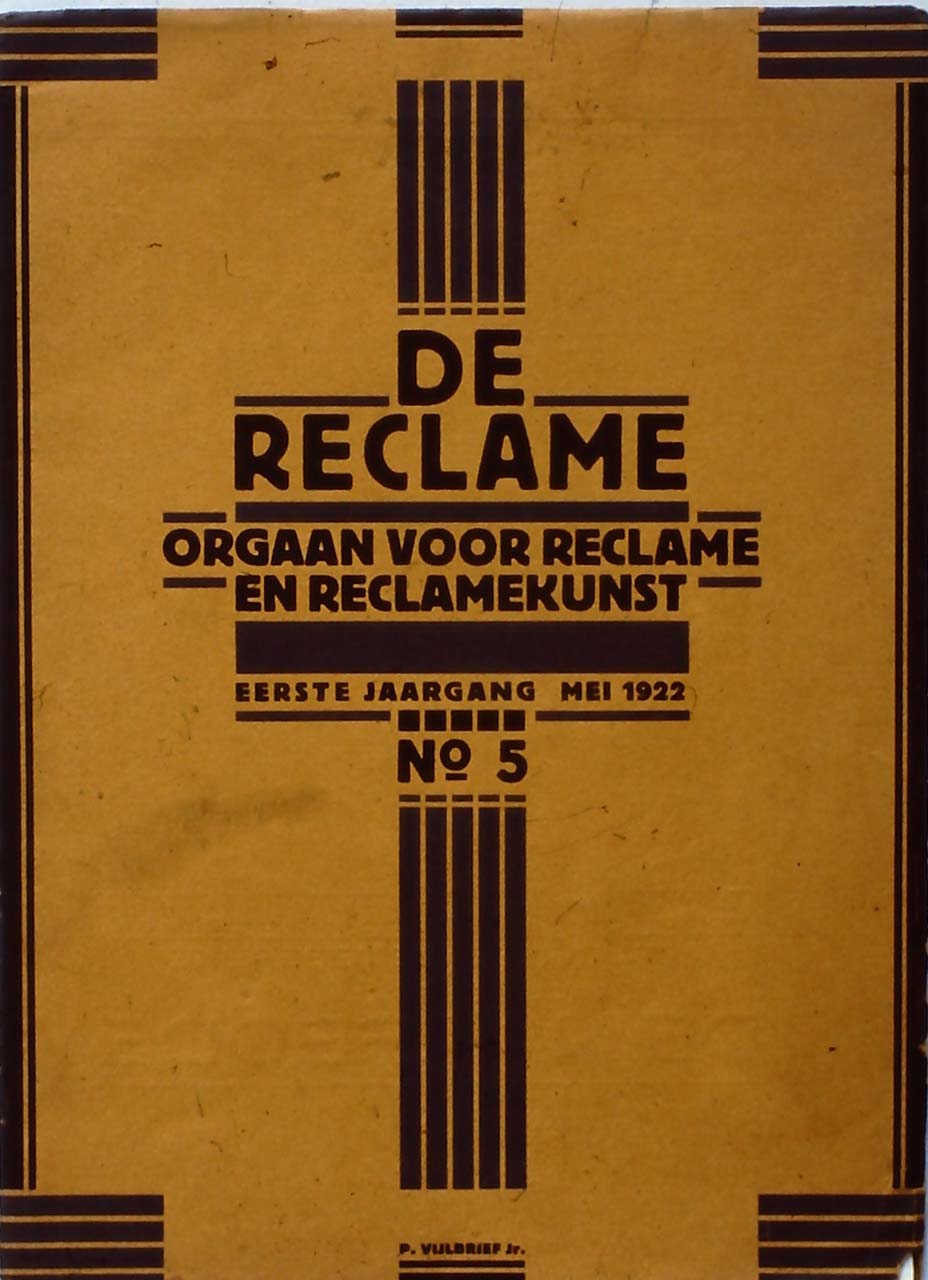 DE
RECLAME
ORGAAN VOOR RECLAME
EN RECLAMEKUNST
EERSTE JAARGANG MEI 1922
Nº 5
P. VIJLBRIEF Jr.